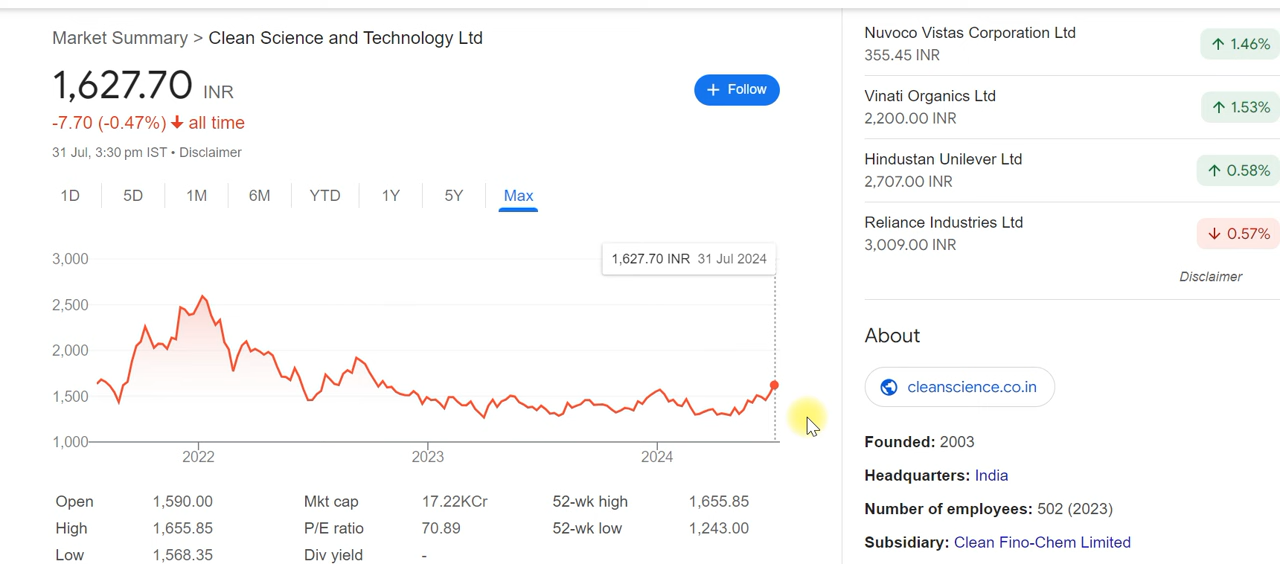 Market Summary > Clean Science and Technology Ltd
1,627.70 INR
+ Follow
-7.70 (-0.47%) ↓ all time
31 Jul, 3:30 pm IST • Disclaimer
1D 5D 1M 6M YTD 1Y 5Y Max
1,627.70 INR 31 Jul 2024
3,000
2,500
2,000
1,500
1,000
2022 2023 2024
Open 1,590.00 Mkt cap 17.22KCr 52-wk high 1,655.85
High 1,655.85 P/E ratio 70.89 52-wk low 1,243.00
Low 1,568.35 Div yield -
Nuvoco Vistas Corporation Ltd
355.45 INR
↑ 1.46%
Vinati Organics Ltd
2,200.00 INR
↑ 1.53%
Hindustan Unilever Ltd
2,707.00 INR
↑ 0.58%
Reliance Industries Ltd
3,009.00 INR
↓ 0.57%
Disclaimer
About
cleanscience.co.in
Founded: 2003
Headquarters: India
Number of employees: 502 (2023)
Subsidiary: Clean Fino-Chem Limited